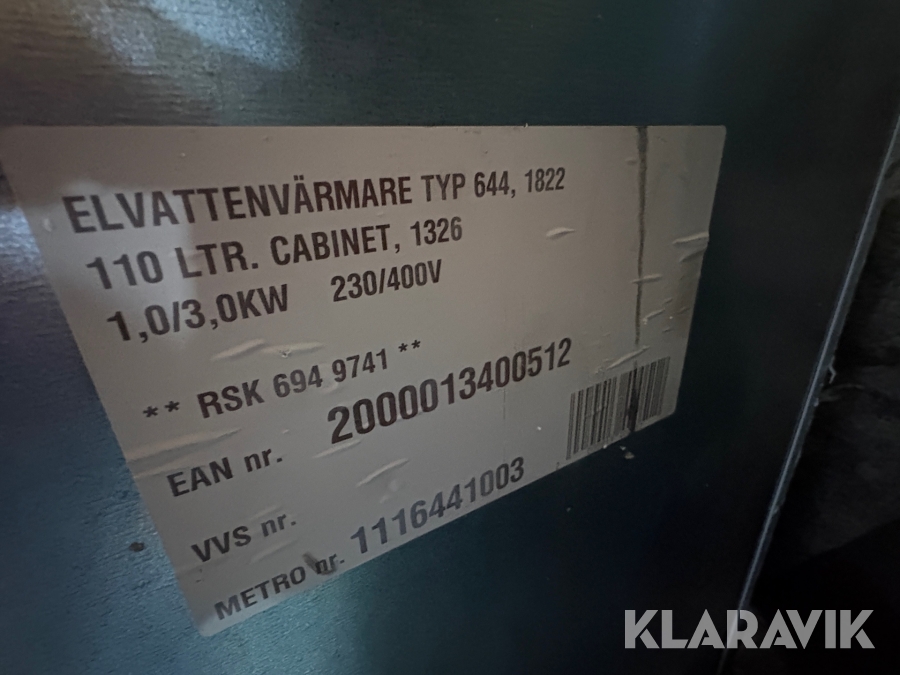 ELVATTENVÄRMARE TYP 644, 1822
110 LTR. CABINET, 1326
1,0/3,0KW 230/400V
** RSK 694 9741 **
EAN nr. 2000013400512
VVS nr.
METRO nr. 1116441003
KLARAVIK